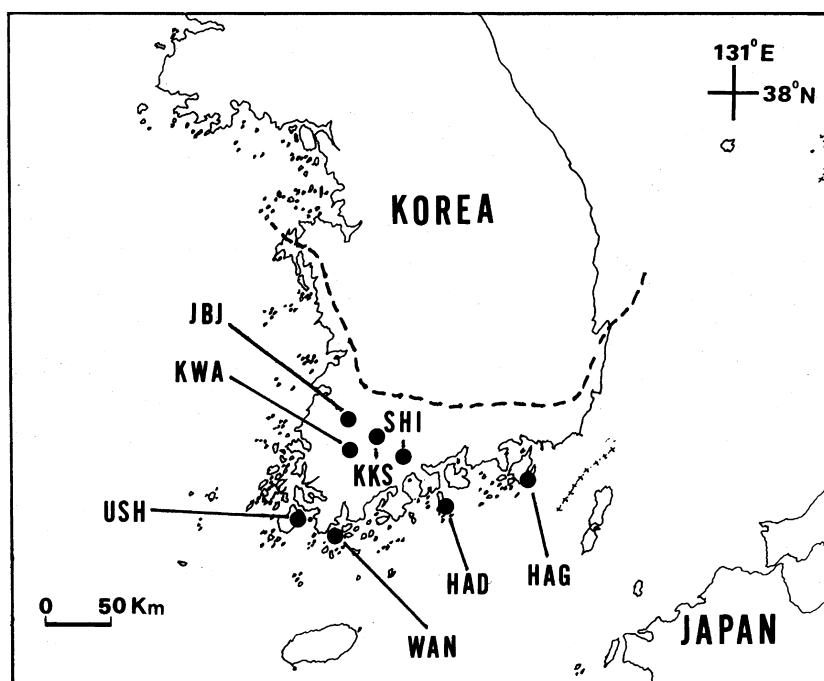 131°E
38°N
KOREA
JBJ
KWA
SHI
KKS
USH
HAG
HAD
WAN
0 50 Km
JAPAN